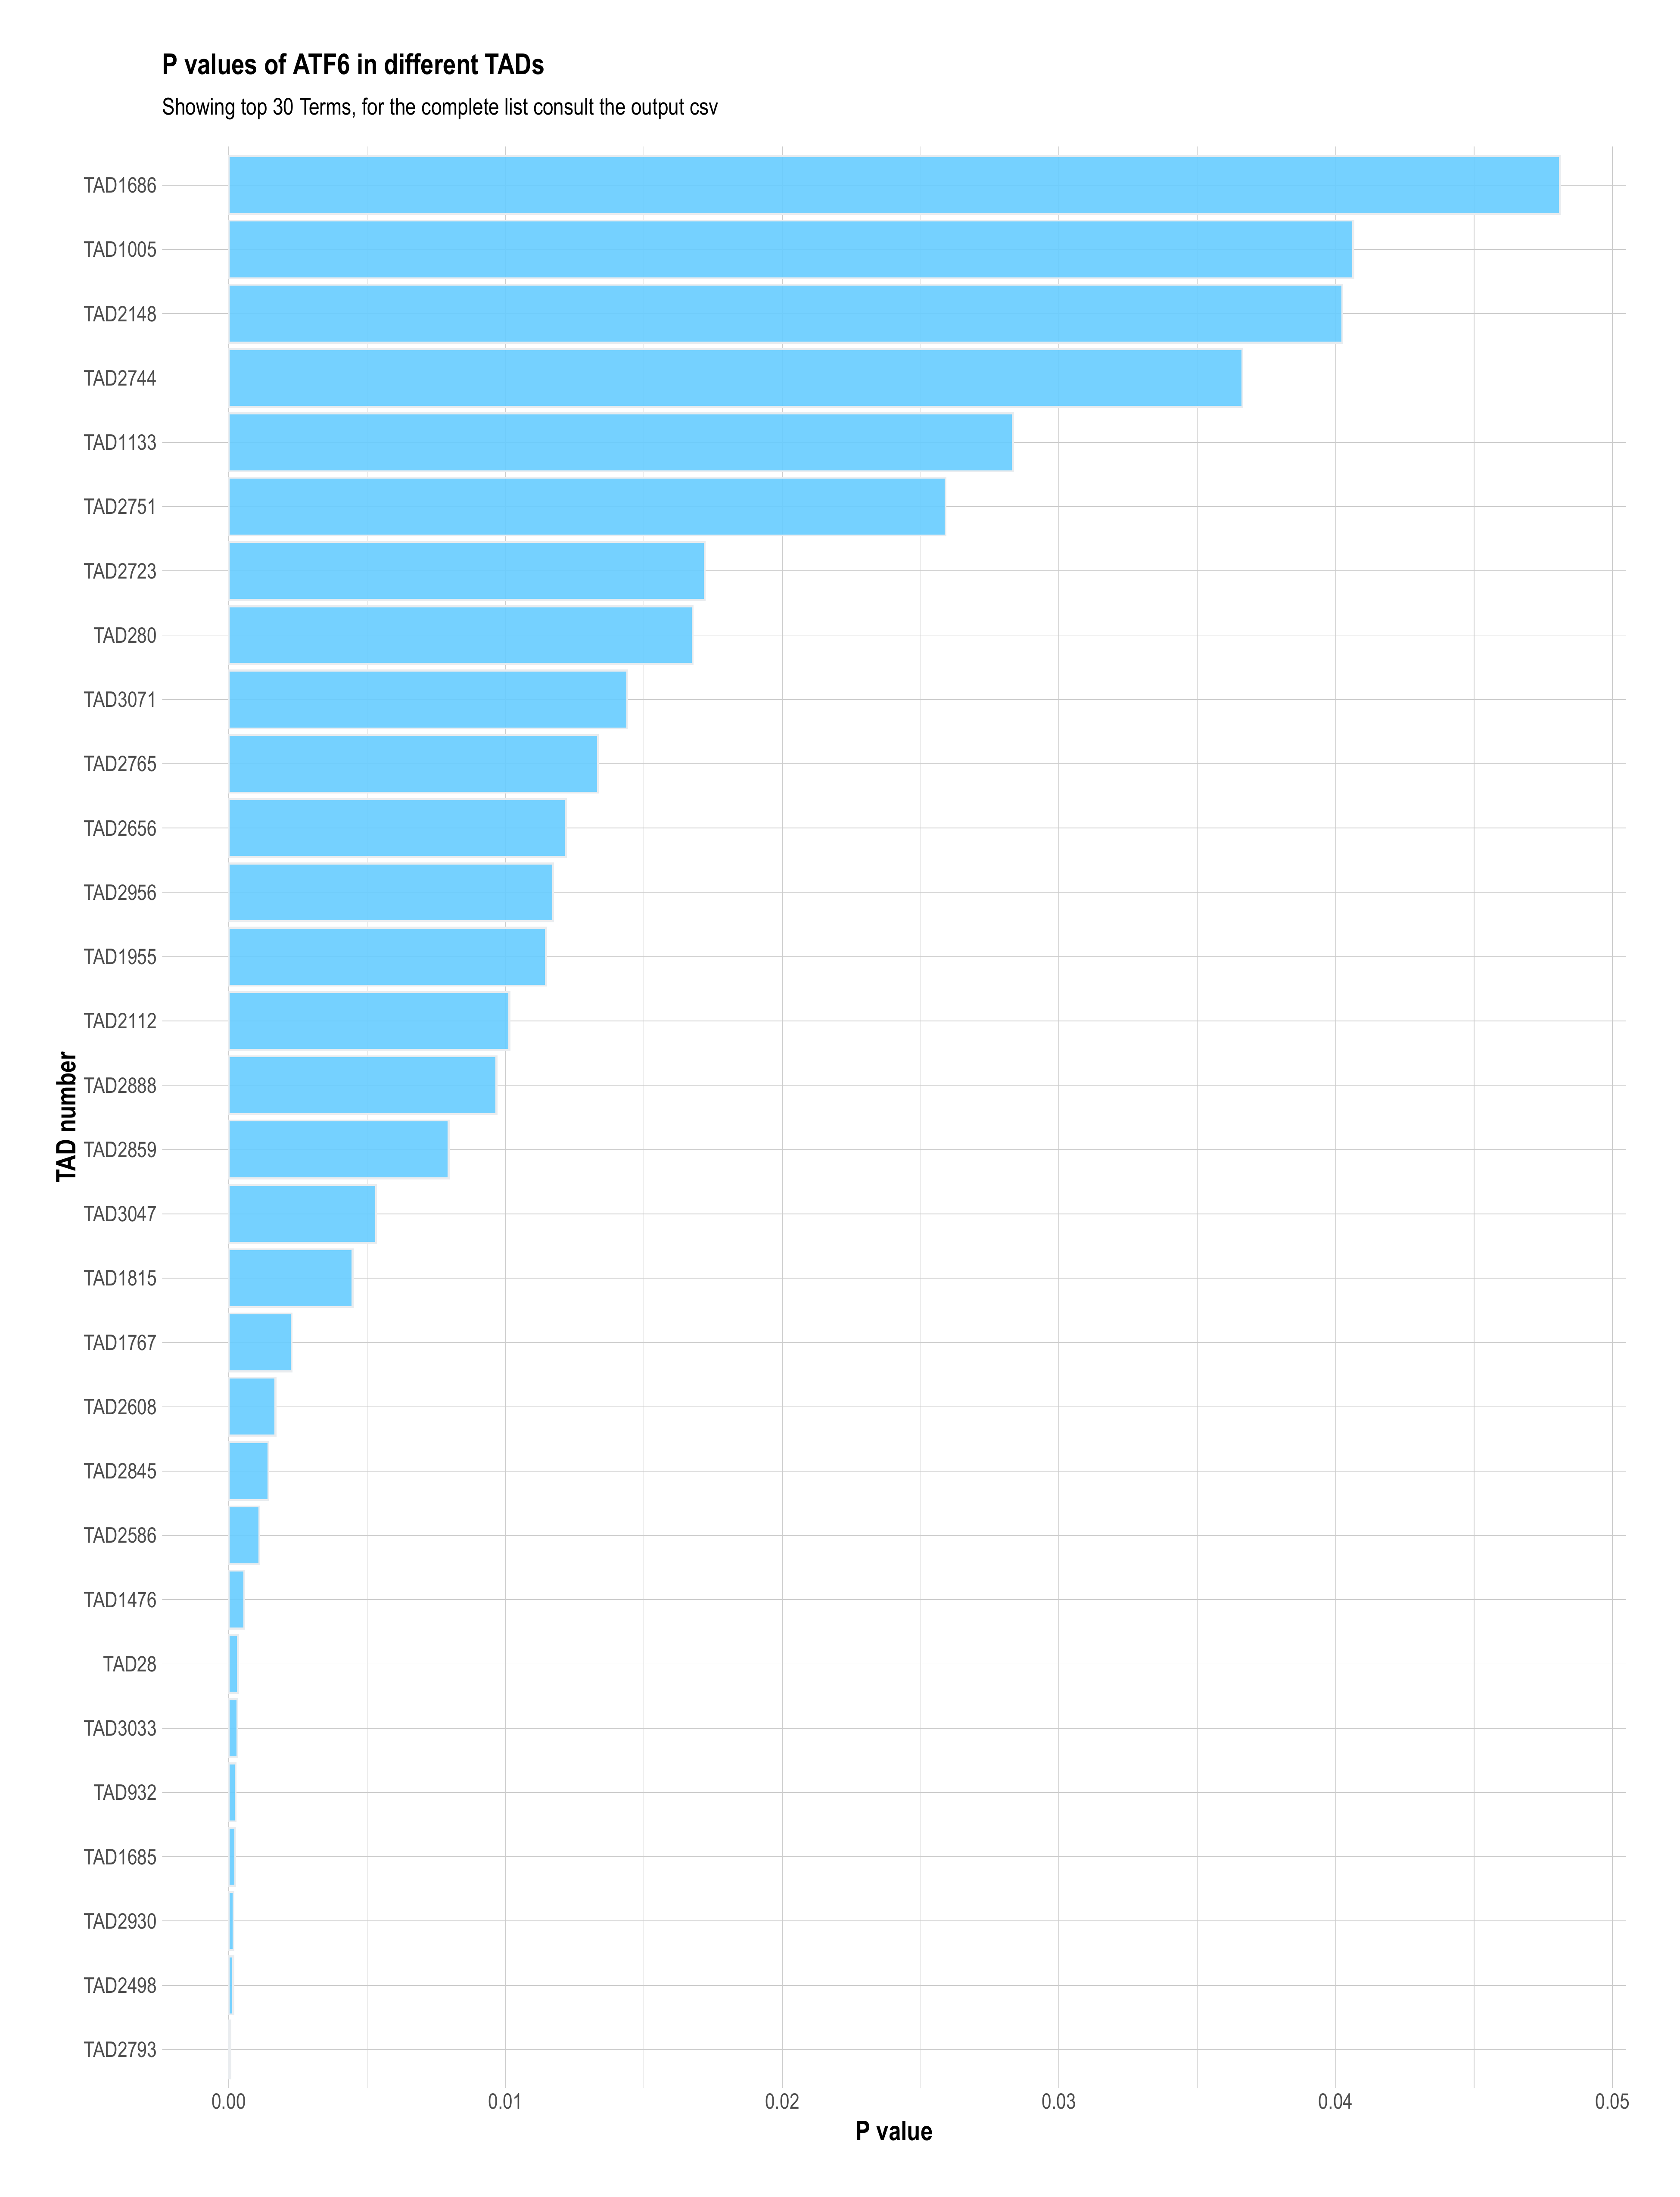 P values of ATF6 in different TADs
Showing top 30 Terms, for the complete list consult the output csv
TAD1686
TAD1005
TAD2148
TAD2744
TAD1133
TAD2751
TAD2723
TAD280
TAD3071
TAD2765
TAD2656
TAD2956
TAD1955
TAD2112
TAD2888
TAD2859
TAD3047
TAD1815
TAD1767
TAD2608
TAD2845
TAD2586
TAD1476
TAD28
TAD3033
TAD932
TAD1685
TAD2930
TAD2498
TAD2793
TAD number
0.00 0.01 0.02 0.03 0.04 0.05
P value